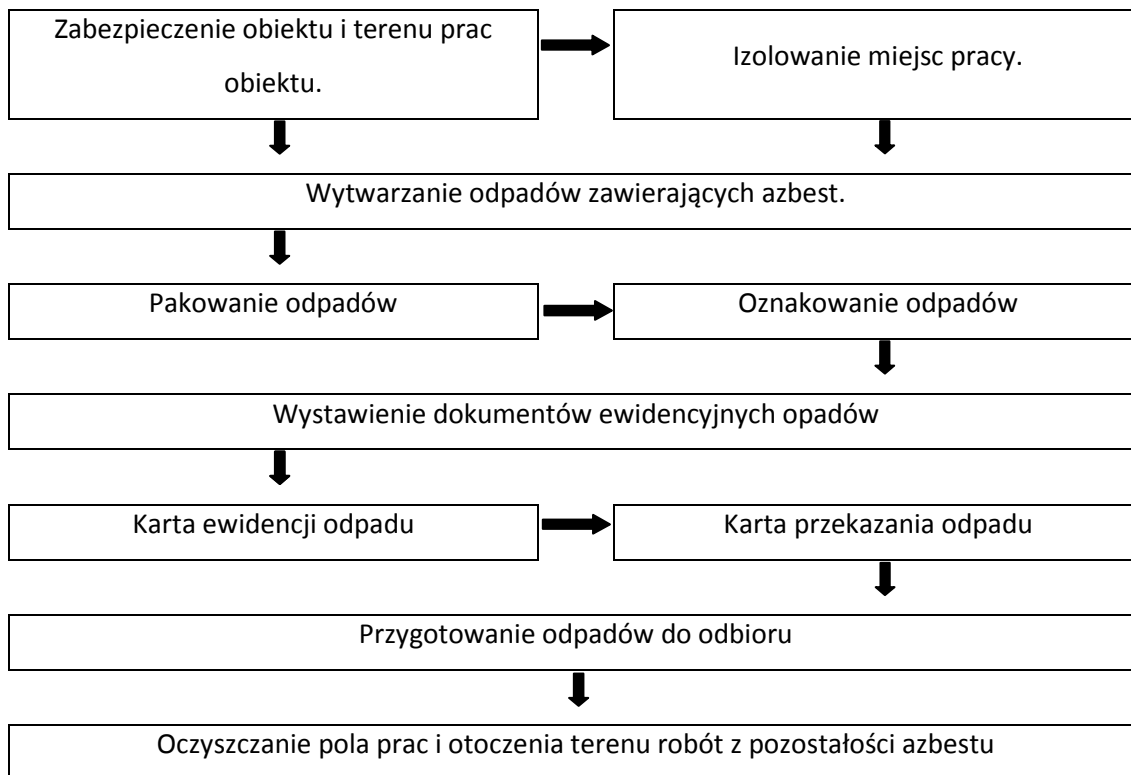 Zabezpieczenie obiektu i terenu prac
obiektu.
Izolowanie miejsc pracy.
Wytwarzanie odpadów zawierających azbest.
Pakowanie odpadów
Oznakowanie odpadów
Wystawienie dokumentów ewidencyjnych opadów
Karta ewidencji odpadu
Karta przekazania odpadu
Przygotowanie odpadów do odbioru
Oczyszczanie pola prac i otoczenia terenu robót z pozostałości azbestu